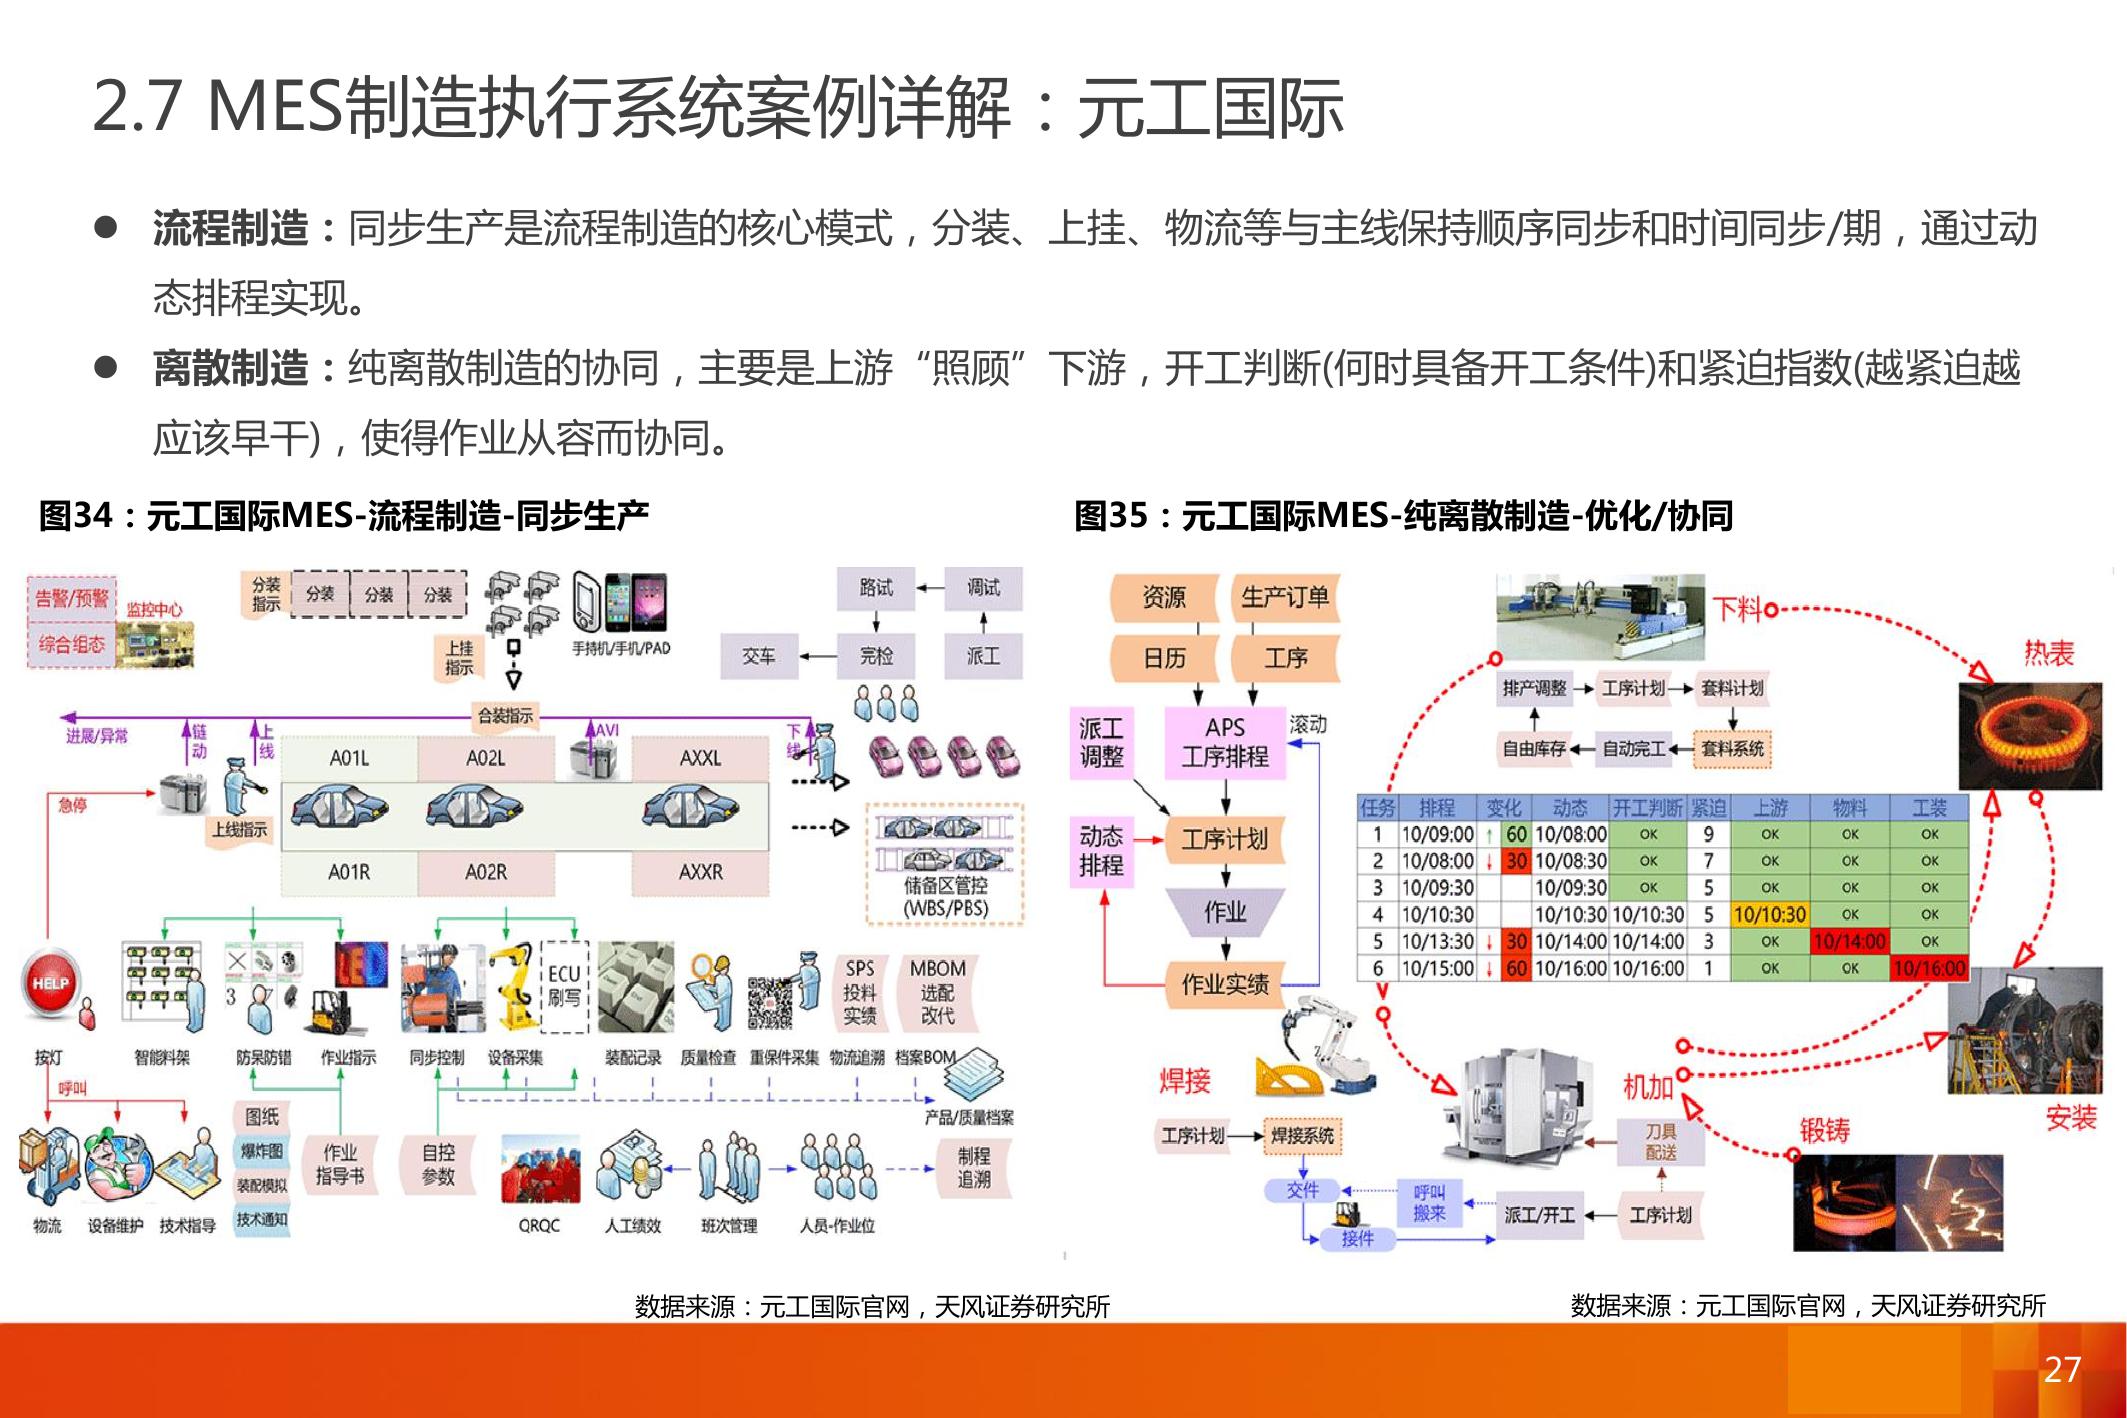 2.7 MES制造执行系统案例详解：元工国际
● 流程制造：同步生产是流程制造的核心模式，分装、上挂、物流等与主线保持顺序同步和时间同步/期，通过动
态排程实现。
● 离散制造：纯离散制造的协同，主要是上游“照顾”下游，开工判断(何时具备开工条件)和紧迫指数(越紧迫越
应该早干)，使得作业从容而协同。
图34：元工国际MES-流程制造-同步生产
告警/预警
综合组态
监控中心
分装
指示
分装
分装
分装
上挂
指示
手持机/手机/PAD
路试
调试
交车
完检
派工
合装指示
进展/异常
链
动
上
线
AVI
下
线
A01L
A02L
AXXL
急停
上线指示
A01R
A02R
AXXR
储备区管控
(WBS/PBS)
HELP
LED
3
ECU
刷写
SPS
投料
实绩
MBOM
选配
改代
按灯
智能料架
防呆防错
作业指示
同步控制
设备采集
装配记录
质量检查
重保件采集
物流追溯
档案BOM
呼叫
产品/质量档案
图纸
爆炸图
装配模拟
技术通知
作业
指导书
自控
参数
制程
追溯
物流
设备维护
技术指导
QRQC
人工绩效
班次管理
人员-作业位
图35：元工国际MES-纯离散制造-优化/协同
资源
生产订单
日历
工序
派工
调整
APS
工序排程
滚动
动态
排程
工序计划
作业
作业实绩
下料
热表
排产调整
工序计划
套料计划
自由库存
自动完工
套料系统
任务 排程 变化 动态 开工判断 紧迫 上游 物料 工装
1 10/09:00 ↑ 60 10/08:00 OK 9 OK OK OK
2 10/08:00 ↓ 30 10/08:30 OK 7 OK OK OK
3 10/09:30 10/09:30 OK 5 OK OK OK
4 10/10:30 10/10:30 10/10:30 5 10/10:30 OK OK
5 10/13:30 ↓ 30 10/14:00 10/14:00 3 OK 10/14:00 OK
6 10/15:00 ↓ 60 10/16:00 10/16:00 1 OK OK 10/16:00
焊接
机加
安装
锻铸
工序计划
焊接系统
刀具
配送
交件
呼叫
搬来
派工/开工
工序计划
接件
数据来源：元工国际官网，天风证券研究所
数据来源：元工国际官网，天风证券研究所
27